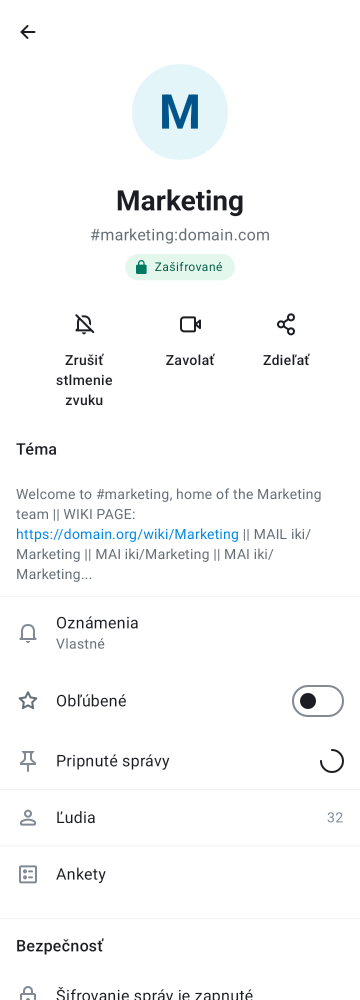 M
Marketing
#marketing:domain.com
Zašifrované
Zrušiť
stlmenie
zvuku
Zavolať
Zdieľať
Téma
Welcome to #marketing, home of the Marketing
team || WIKI PAGE:
https://domain.org/wiki/Marketing || MAIL iki/
Marketing || MAI iki/Marketing || MAI iki/
Marketing...
Oznámenia
Vlastné
Obľúbené
Pripnuté správy
Ľudia
32
Ankety
Bezpečnosť
Šifrovanie správ je zapnuté